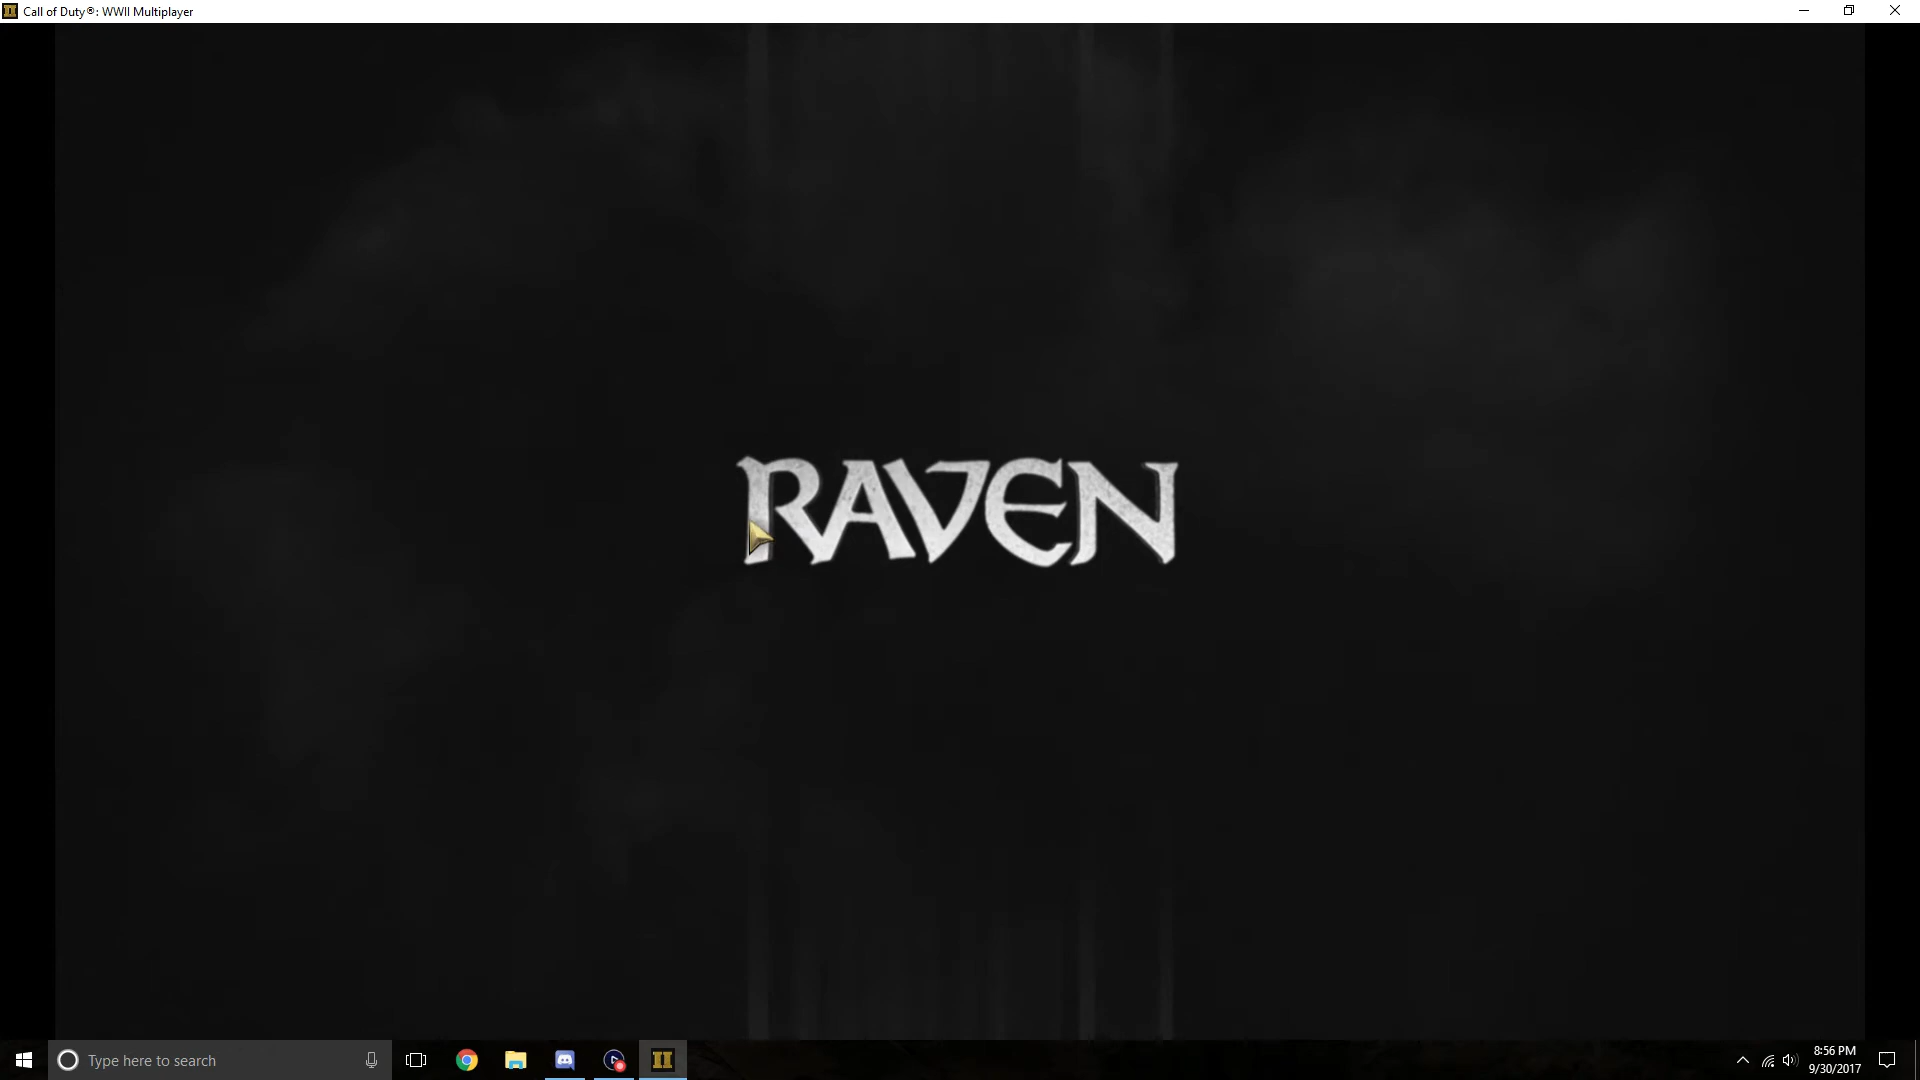 Call of Duty®: WWII Multiplayer
RAVEN
Type here to search
8:56 PM
9/30/2017